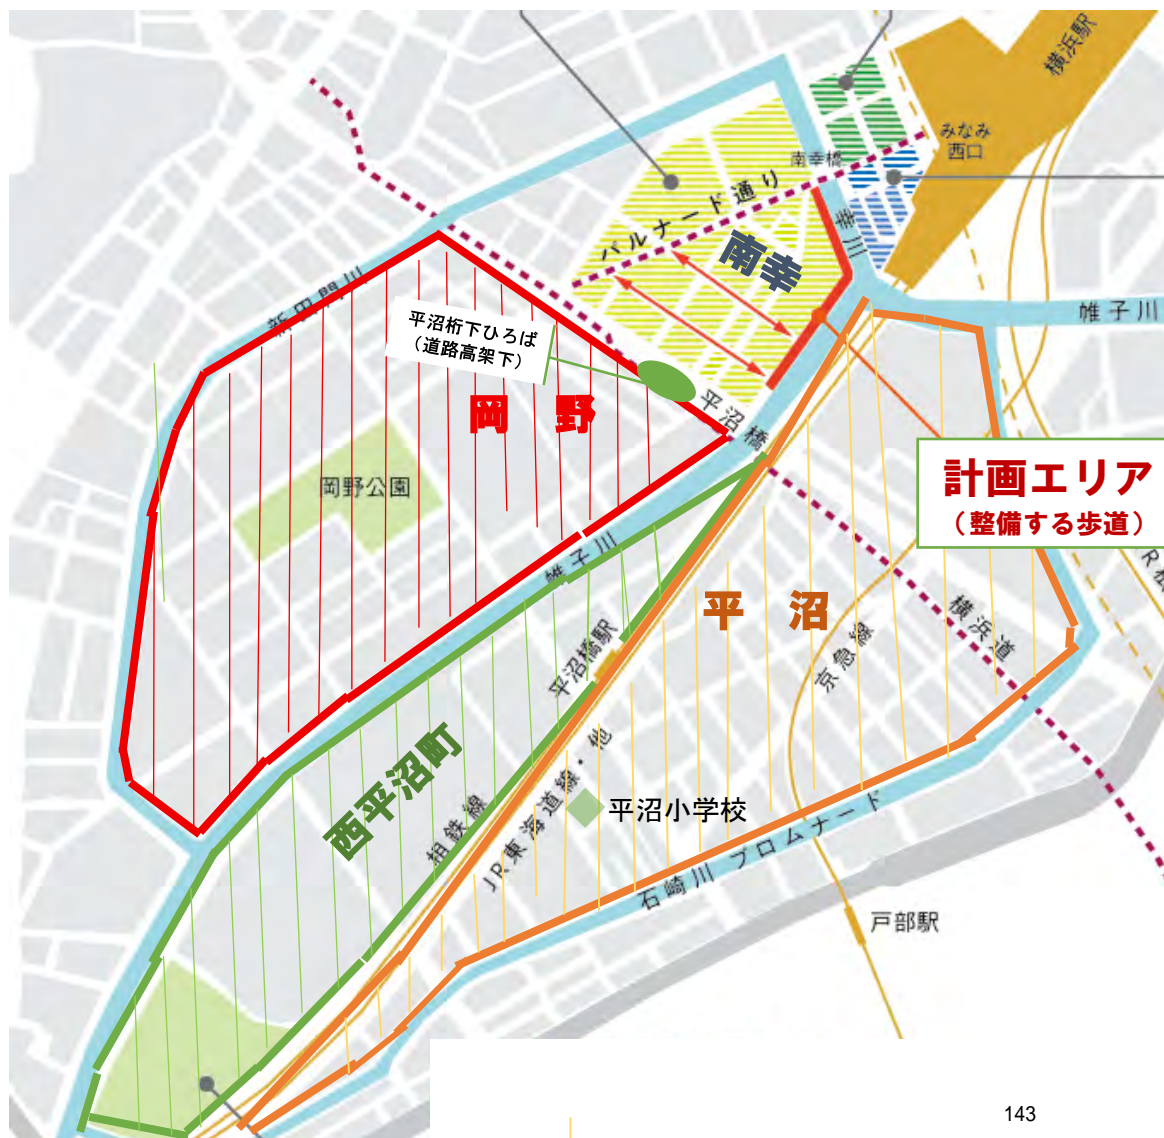 横浜駅
みなみ
西口
南幸橋
パルナード通り
南幸
幸川
帷子川
新田間川
平沼桁下ひろば
（道路高架下）
岡 野
平沼橋
岡野公園
計画エリア
（整備する歩道）
帷子川
平沼橋駅
平 沼
京急線
横浜道
西平沼町
相鉄線
JR東海道線・他
平沼小学校
石崎川 プロムナード
戸部駅
143